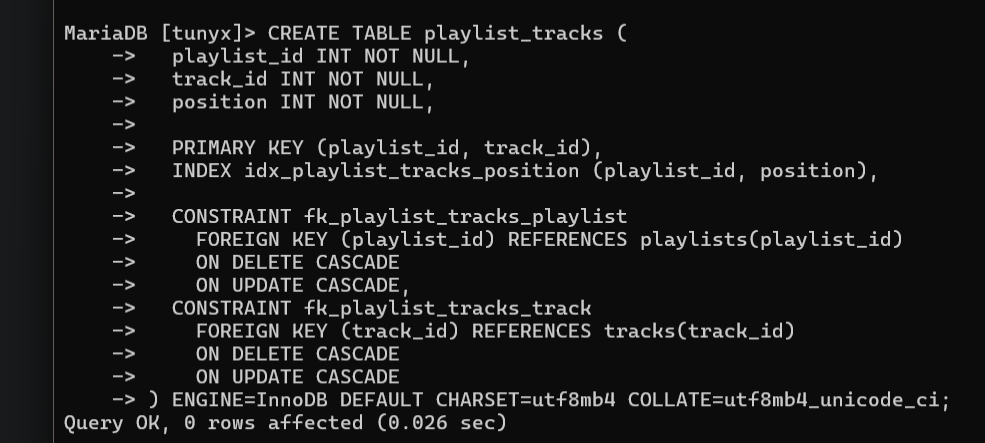 MariaDB [tunyx]> CREATE TABLE playlist_tracks (
    ->   playlist_id INT NOT NULL,
    ->   track_id INT NOT NULL,
    ->   position INT NOT NULL,
    ->
    ->   PRIMARY KEY (playlist_id, track_id),
    ->   INDEX idx_playlist_tracks_position (playlist_id, position),
    ->
    ->   CONSTRAINT fk_playlist_tracks_playlist
    ->     FOREIGN KEY (playlist_id) REFERENCES playlists(playlist_id)
    ->     ON DELETE CASCADE
    ->     ON UPDATE CASCADE,
    ->   CONSTRAINT fk_playlist_tracks_track
    ->     FOREIGN KEY (track_id) REFERENCES tracks(track_id)
    ->     ON DELETE CASCADE
    ->     ON UPDATE CASCADE
    -> ) ENGINE=InnoDB DEFAULT CHARSET=utf8mb4 COLLATE=utf8mb4_unicode_ci;
Query OK, 0 rows affected (0.026 sec)